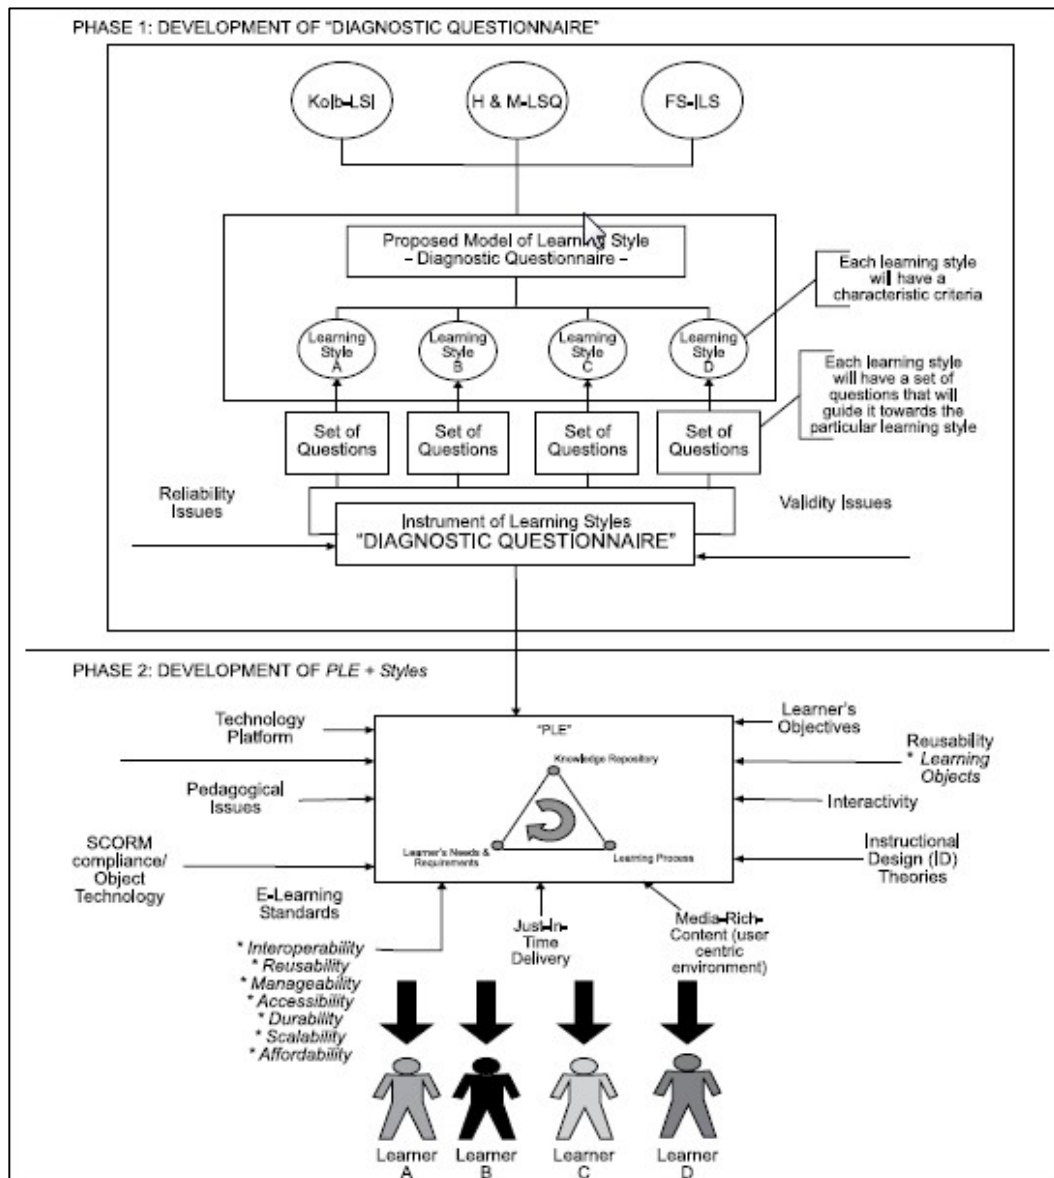 PHASE 1: DEVELOPMENT OF "DIAGNOSTIC QUESTIONNAIRE"
Kolb-LSI
H & M-LSQ
FS-ILS
Proposed Model of Learning Style
– Diagnostic Questionnaire –
Each learning style
will have a
characteristic criteria
Learning
Style
A
Learning
Style
B
Learning
Style
C
Learning
Style
D
Each learning style
will have a set of
questions that will
guide it towards the
particular learning style
Set of
Questions
Set of
Questions
Set of
Questions
Set of
Questions
Reliability
Issues
Validity Issues
Instrument of Learning Styles
"DIAGNOSTIC QUESTIONNAIRE"
PHASE 2: DEVELOPMENT OF PLE + Styles
Technology
Platform
Pedagogical
Issues
SCORM
compliance/
Object
Technology
"PLE"
Knowledge Repository
Learner's Needs &
Requirements
Learning Process
Learner's
Objectives
Reusability
* Learning
Objects
Interactivity
Instructional
Design (ID)
Theories
E-Learning
Standards
* Interoperability
* Reusability
* Manageability
* Accessibility
* Durability
* Scalability
* Affordability
Just-In-
Time
Delivery
Media-Rich-
Content (user
centric
environment)
Learner
A
Learner
B
Learner
C
Learner
D